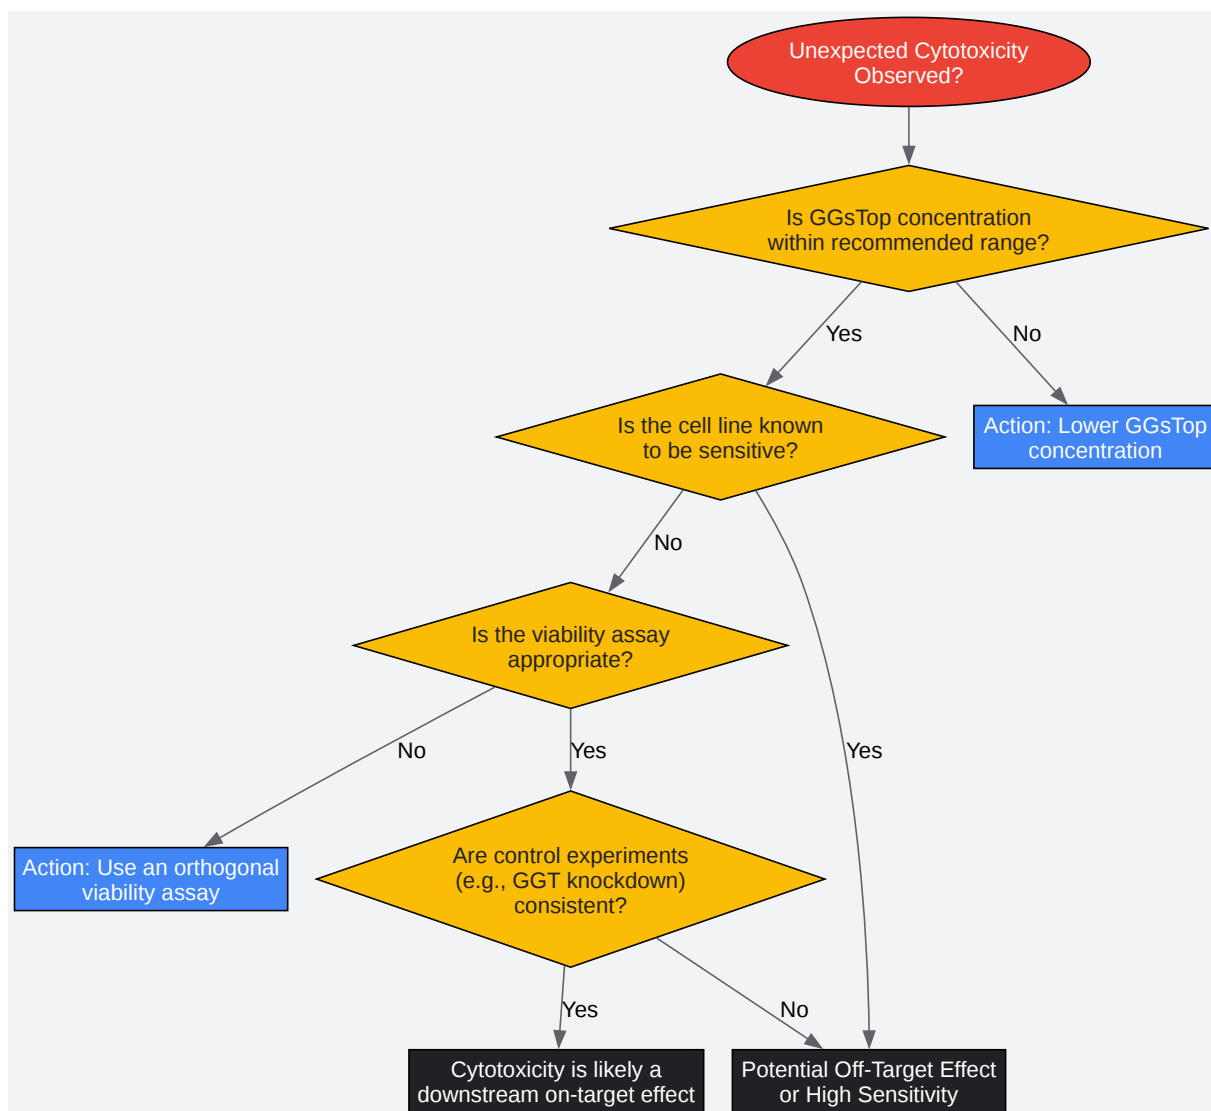 Unexpected Cytotoxicity
Observed?
Is GGsTop concentration
within recommended range?
Yes
No
Is the cell line known
to be sensitive?
Action: Lower GGsTop
concentration
No
Is the viability assay
appropriate?
No
Yes
Yes
Action: Use an orthogonal
viability assay
Are control experiments
(e.g., GGT knockdown)
consistent?
Yes
No
Cytotoxicity is likely a
downstream on-target effect
Potential Off-Target Effect
or High Sensitivity